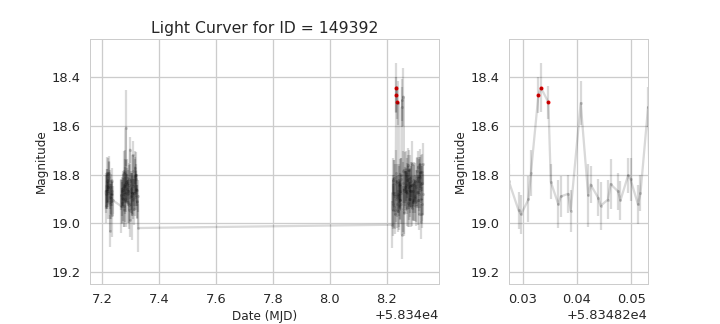 Light Curver for ID = 149392
Magnitude
18.4
18.6
18.8
19.0
19.2
7.2 7.4 7.6 7.8 8.0 8.2
Date (MJD)
+5.834e4
Magnitude
18.4
18.6
18.8
19.0
19.2
0.03 0.04 0.05
+5.83482e4